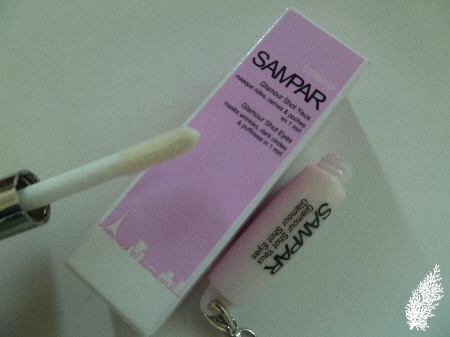 SAMPAR
Glamour Shot Yeux
masque rides, cernes & poches
en 1 min
Glamour Shot Eyes
masks wrinkles, dark circles
& puffiness in 1 min
SAMPAR
Glamour Shot Yeux
Glamour Shot Eyes